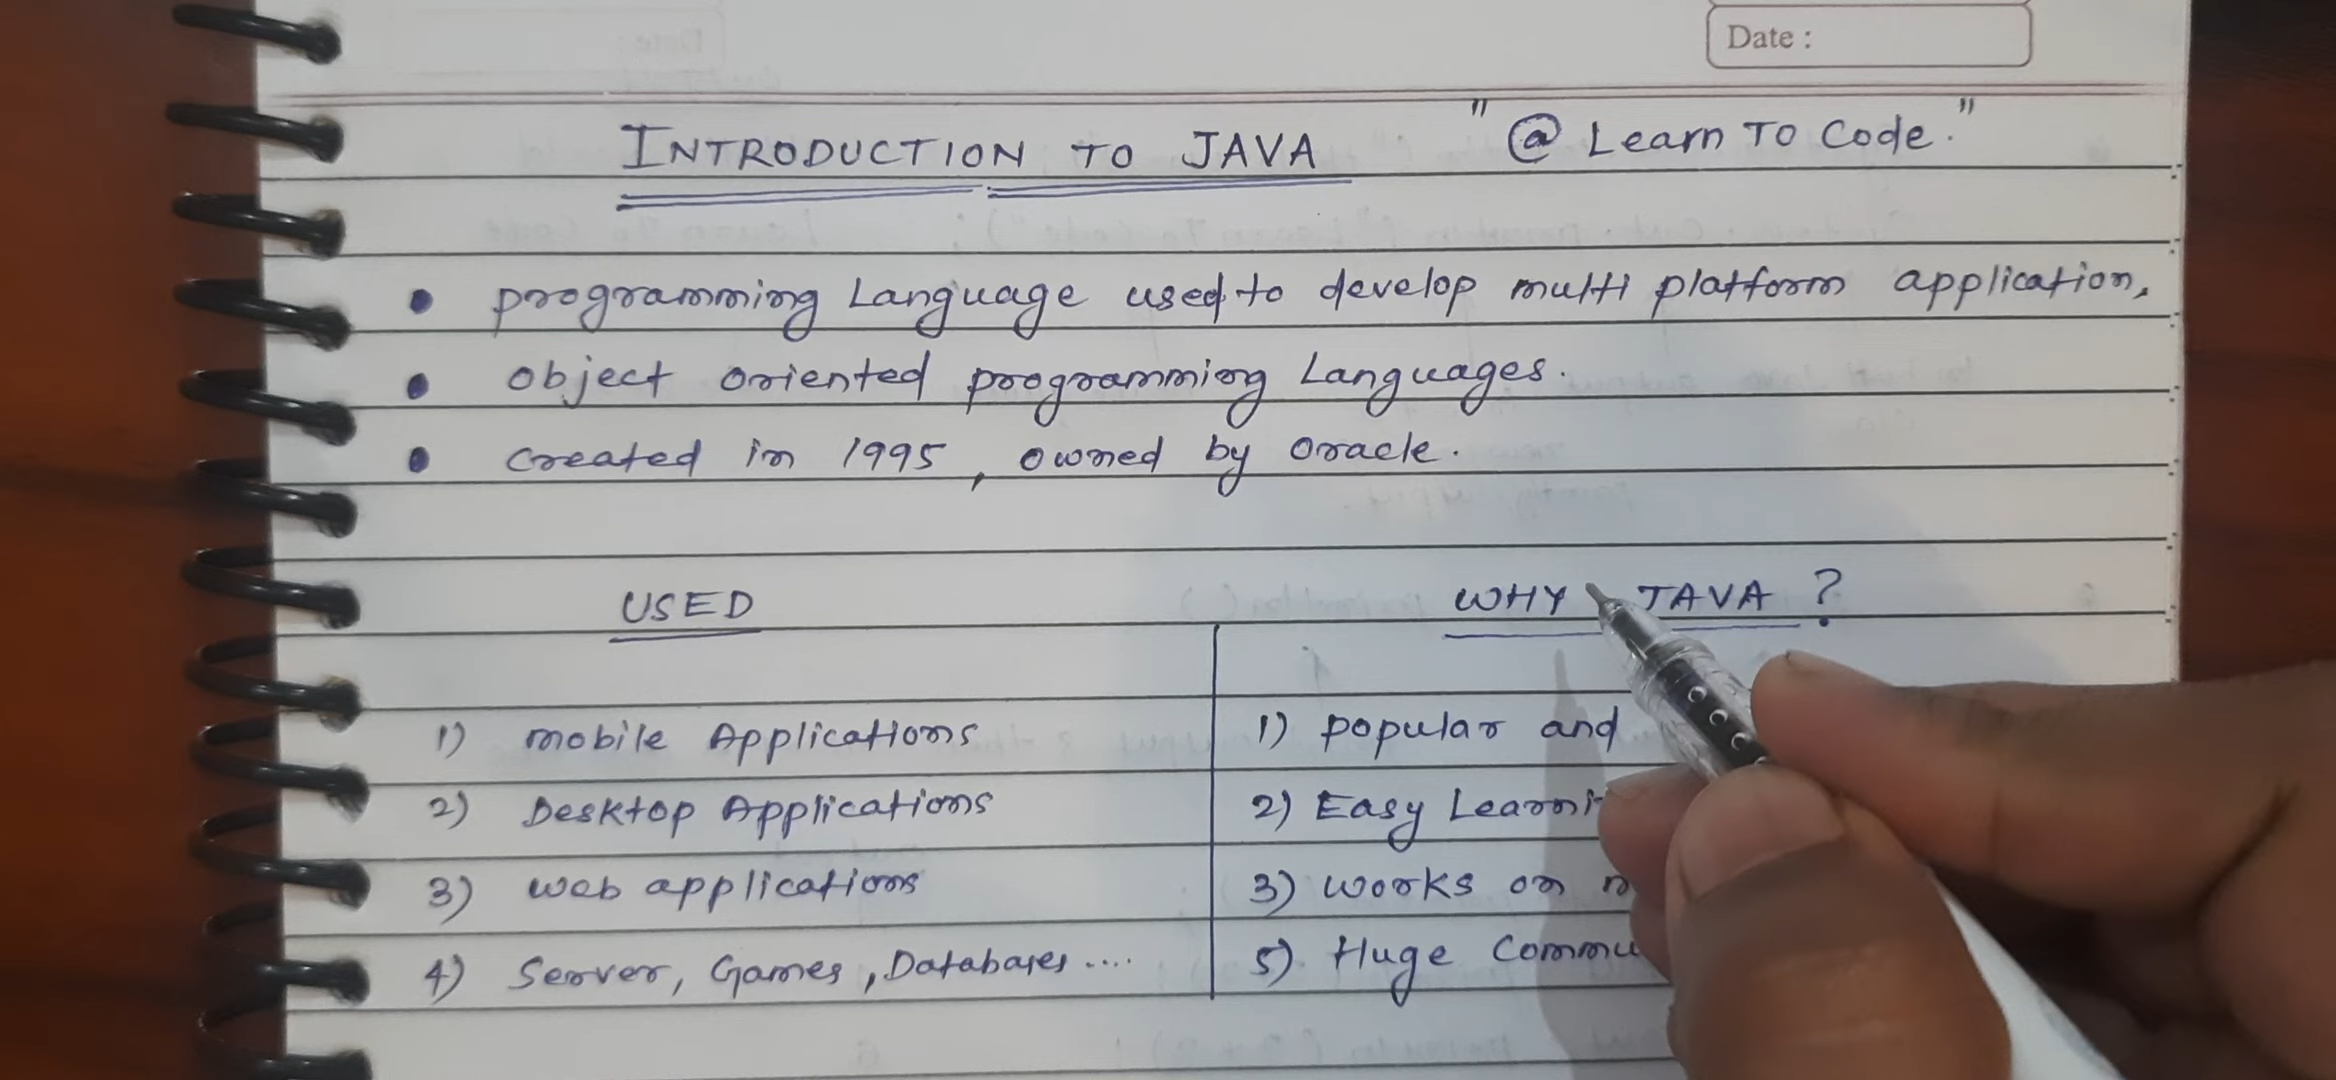 Date :
INTRODUCTION TO JAVA "@ Learn To Code."
programming Language used to develop multi platform application,
object oriented programming Languages.
created in 1995, owned by oracle.
USED
WHY JAVA ?
1) mobile Applications
2) Desktop Applications
3) web applications
4) Server, Games, Databases ....
1) popular and
2) Easy
3) works on
5) Huge